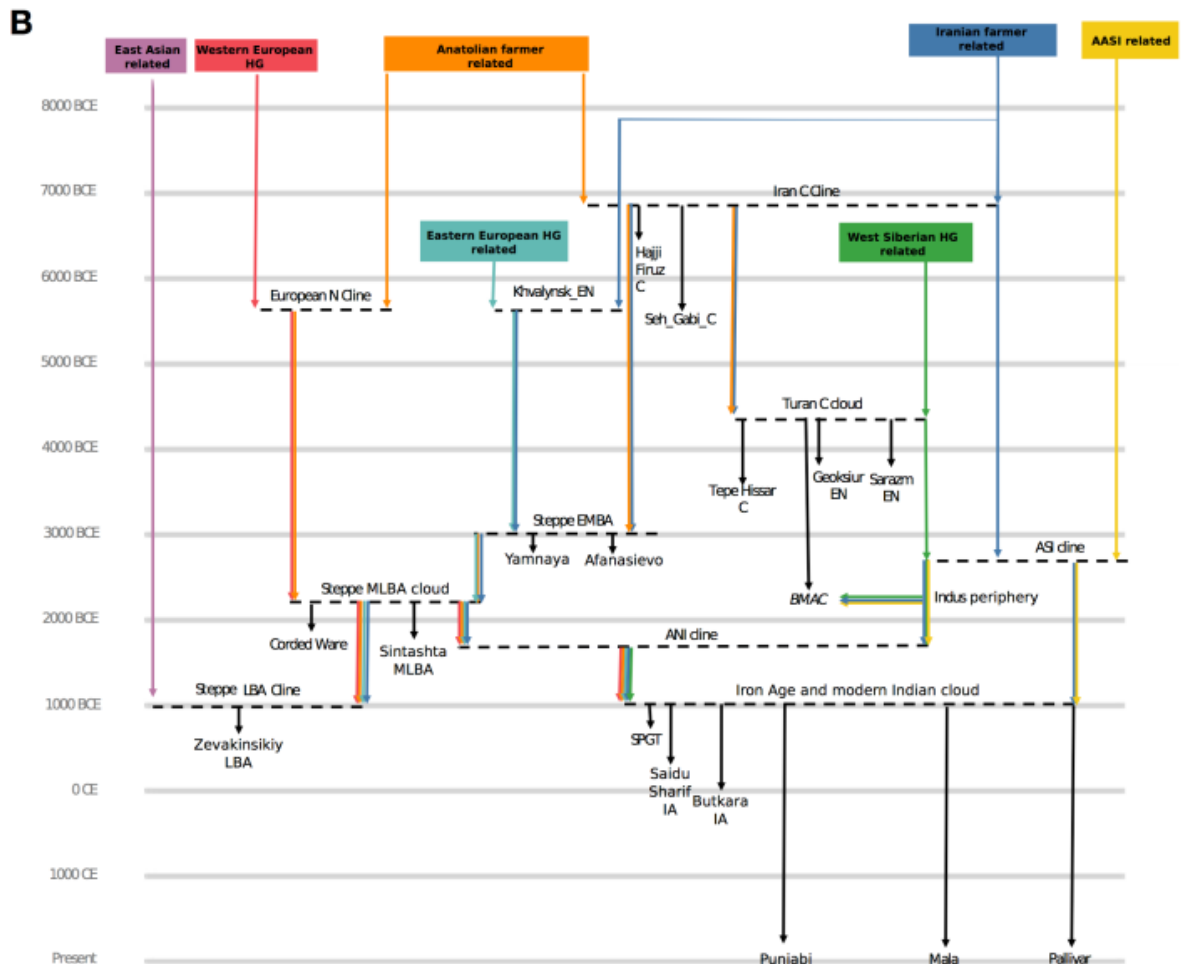 B
East Asian
related
Western European
HG
Anatolian farmer
related
Iranian farmer
related
AASI related
8000 BCE
7000 BCE
Iran C Cline
Eastern European HG
related
West Siberian HG
related
Hajji
Firuz
C
6000 BCE
European N Cline
Khvalynsk_EN
Seh_Gabi_C
5000 BCE
Turan C cloud
4000 BCE
Tepe Hissar
C
Geoksiur
EN
Sarazm
EN
3000 BCE
Steppe EMBA
Yamnaya
Afanasievo
ASI cline
Steppe MLBA cloud
BMAC
Indus periphery
2000 BCE
Corded Ware
Sintashta
MLBA
ANI cline
Steppe LBA Cline
Iron Age and modern Indian cloud
1000 BCE
Zevakinsikiy
LBA
SPGT
Saidu
Sharif
IA
Butkara
IA
0 CE
1000 CE
Present
Punjabi
Mala
Palliyar